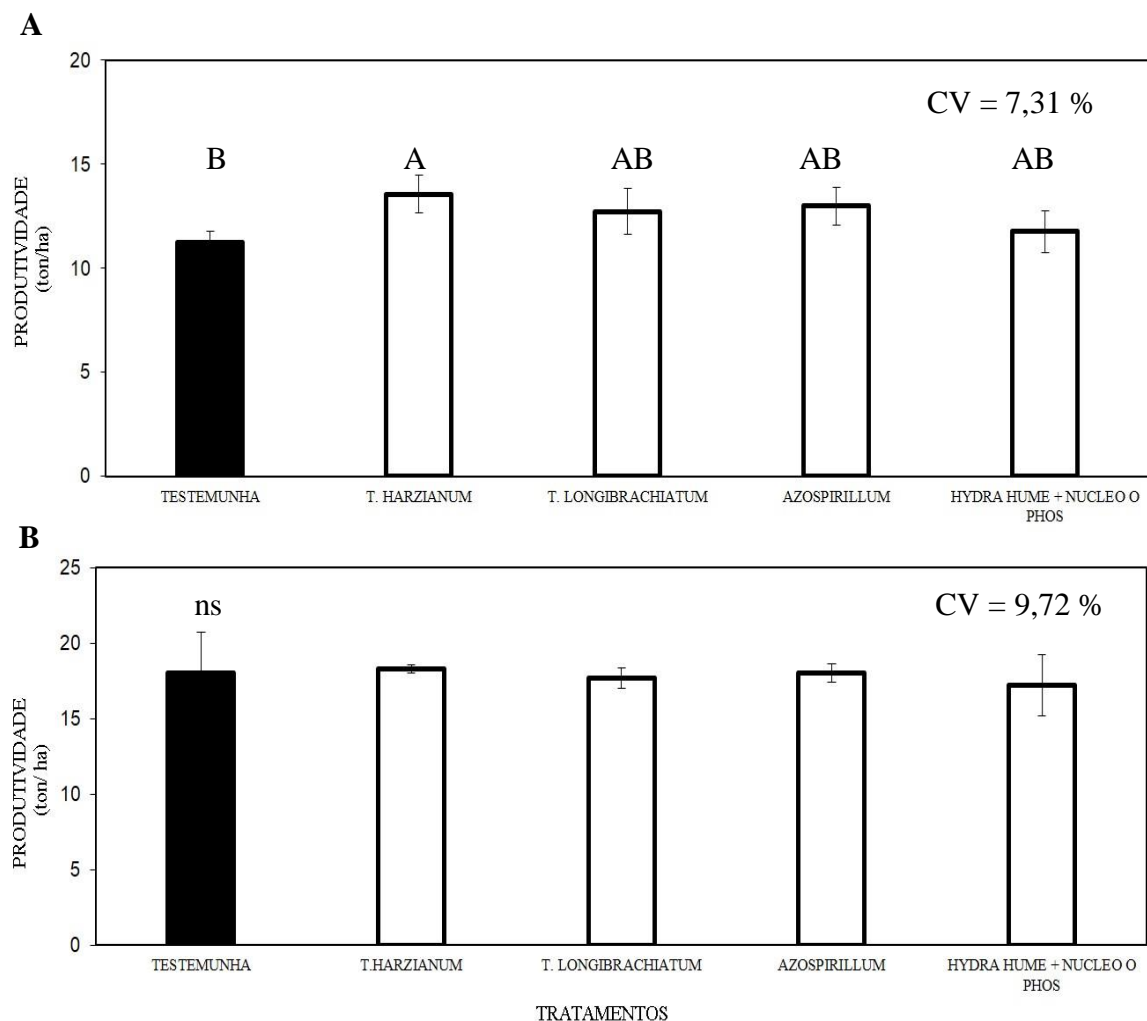 A
20
15
10
5
0
PRODUTIVIDADE
(ton/ha)
CV = 7,31 %
B A AB AB AB
TESTEMUNHA T. HARZIANUM T. LONGIBRACHIATUM AZOSPIRILLUM HYDRA HUME + NUCLEO O
PHOS
B
25
20
15
10
5
0
PRODUTIVIDADE
(ton/ ha)
ns
CV = 9,72 %
TESTEMUNHA T.HARZIANUM T. LONGIBRACHIATUM AZOSPIRILLUM HYDRA HUME + NUCLEO O
PHOS
TRATAMENTOS